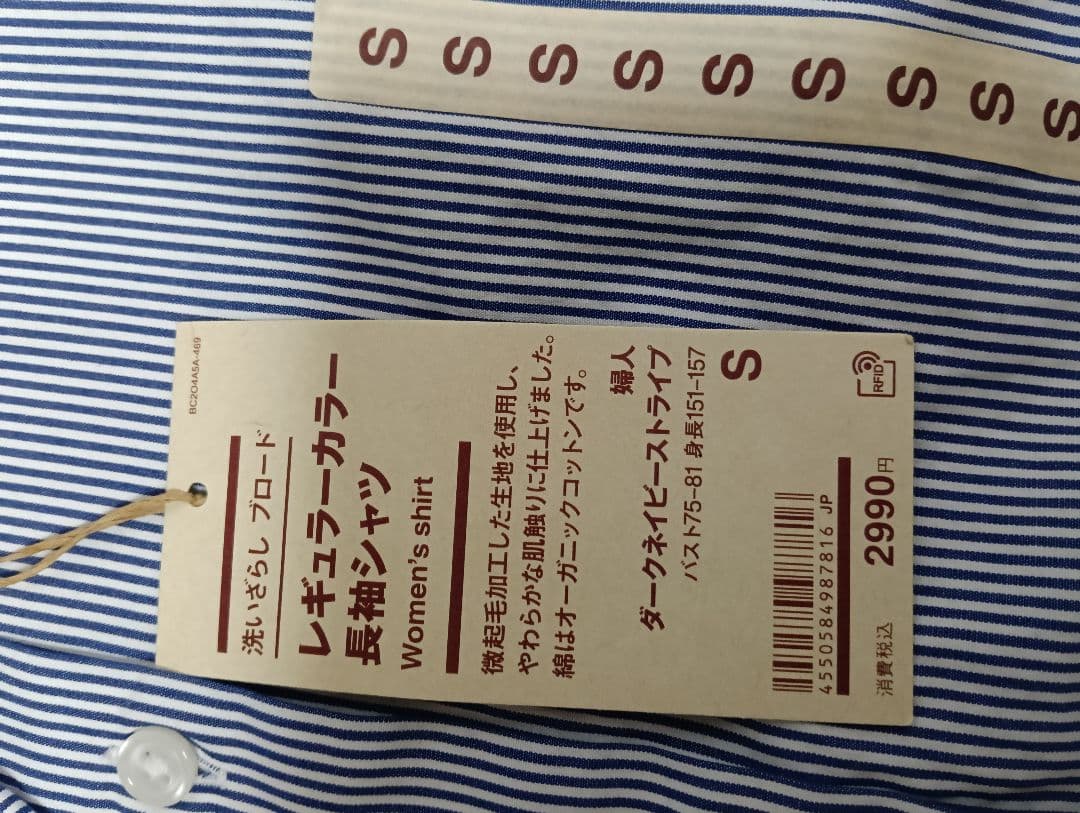 S S S S S S S S S
BC2O4A5A-469
洗いざらし ブロード
レギュラーカラー
長袖シャツ
Women's shirt
微起毛加工した生地を使用し、
やわらかな肌触りに仕上げました。
綿はオーガニックコットンです。
婦人
ダークネイビーストライプ
バスト75-81 身長151-157
S
4550584987816 JP
消費税込 2990円
RFID